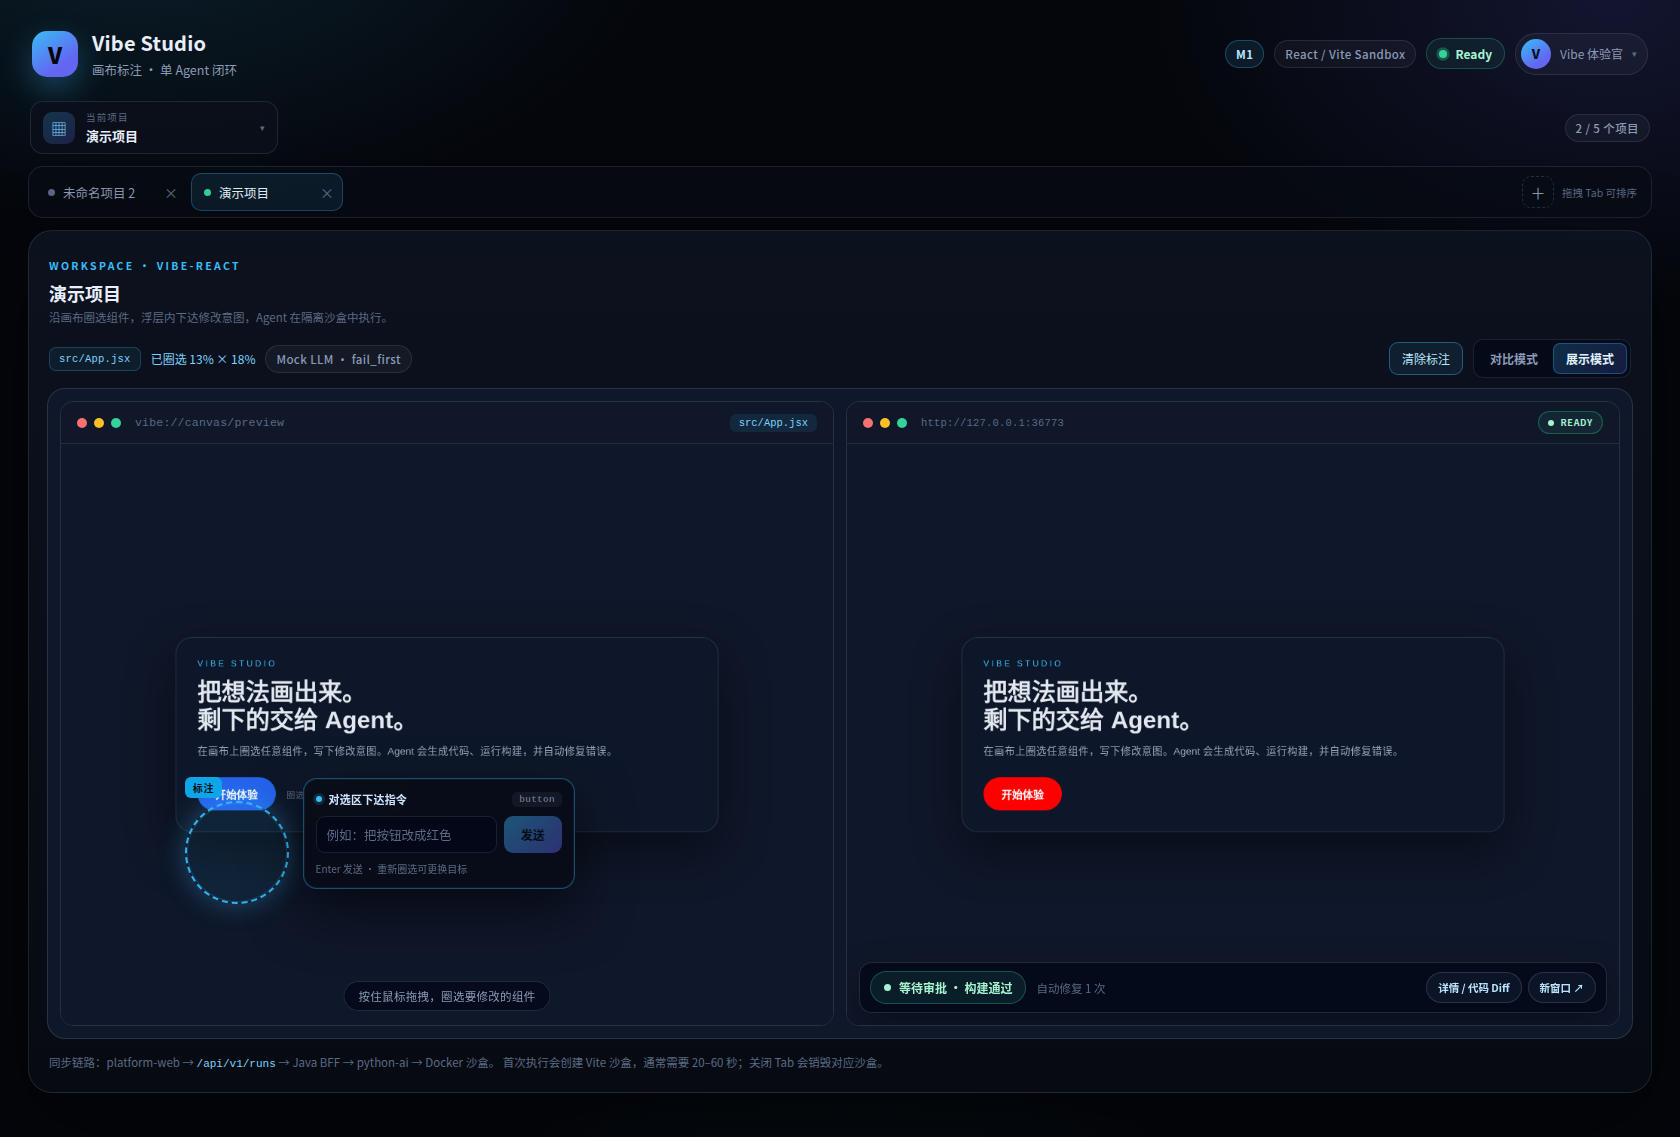 V
Vibe Studio
画布标注 • 单 Agent 闭环
M1
React / Vite Sandbox
Ready
V
Vibe 体验官
当前项目
演示项目
2 / 5 个项目
未命名项目 2
演示项目
+
拖拽 Tab 可排序
WORKSPACE • VIBE-REACT
演示项目
沿画布圈选组件，浮层内下达修改意图，Agent 在隔离沙盒中执行。
src/App.jsx
已圈选 13% × 18%
Mock LLM • fail_first
清除标注
对比模式
展示模式
vibe://canvas/preview
src/App.jsx
VIBE STUDIO
把想法画出来。
剩下的交给 Agent。
在画布上圈选任意组件，写下修改意图。Agent 会生成代码、运行构建，并自动修复错误。
标注
开始体验
圈选
对选区下达指令
button
例如：把按钮改成红色
发送
Enter 发送 • 重新圈选可更换目标
按住鼠标拖拽，圈选要修改的组件
http://127.0.0.1:36773
READY
VIBE STUDIO
把想法画出来。
剩下的交给 Agent。
在画布上圈选任意组件，写下修改意图。Agent 会生成代码、运行构建，并自动修复错误。
开始体验
等待审批 • 构建通过
自动修复 1 次
详情 / 代码 Diff
新窗口 ↗
同步链路：platform-web → /api/v1/runs → Java BFF → python-ai → Docker 沙盒。 首次执行会创建 Vite 沙盒，通常需要 20–60 秒；关闭 Tab 会销毁对应沙盒。